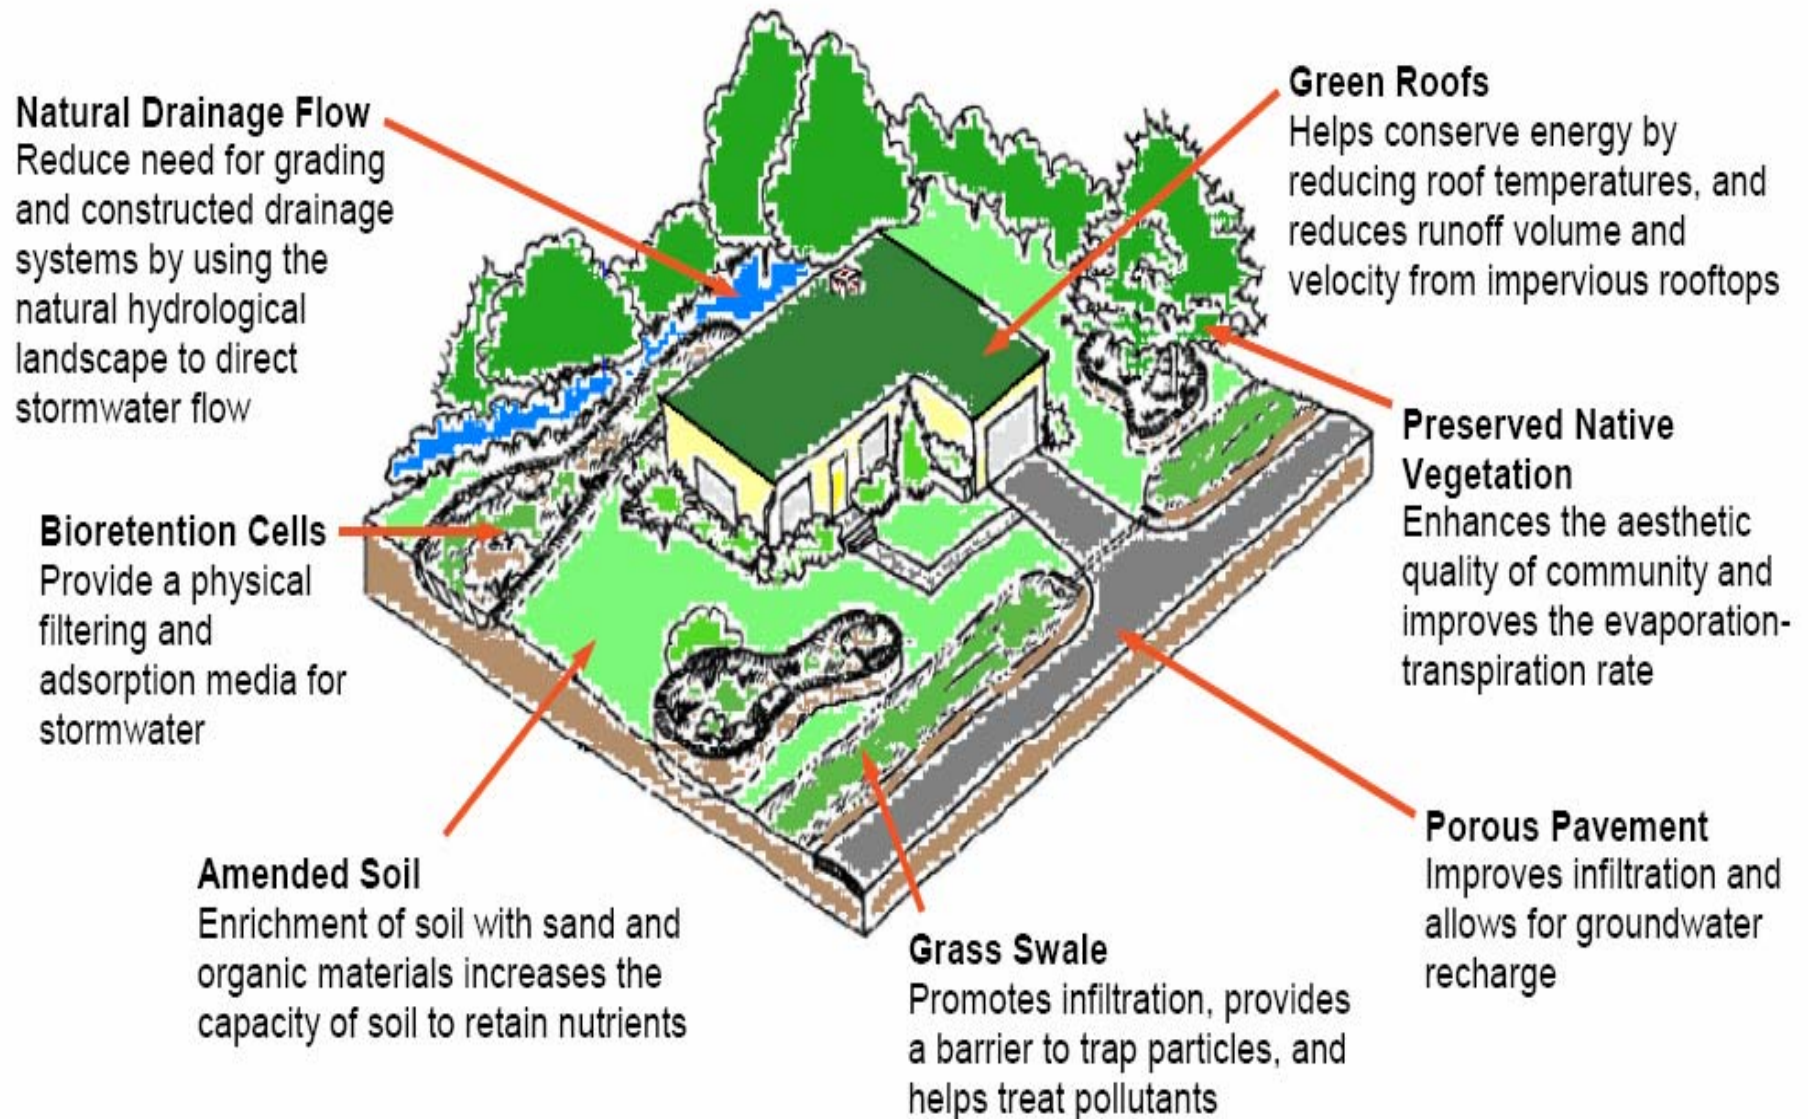 Natural Drainage Flow
Reduce need for grading
and constructed drainage
systems by using the
natural hydrological
landscape to direct
stormwater flow
Green Roofs
Helps conserve energy by
reducing roof temperatures, and
reduces runoff volume and
velocity from impervious rooftops
Preserved Native
Vegetation
Enhances the aesthetic
quality of community and
improves the evaporation-
transpiration rate
Bioretention Cells
Provide a physical
filtering and
adsorption media for
stormwater
Amended Soil
Enrichment of soil with sand and
organic materials increases the
capacity of soil to retain nutrients
Grass Swale
Promotes infiltration, provides
a barrier to trap particles, and
helps treat pollutants
Porous Pavement
Improves infiltration and
allows for groundwater
recharge